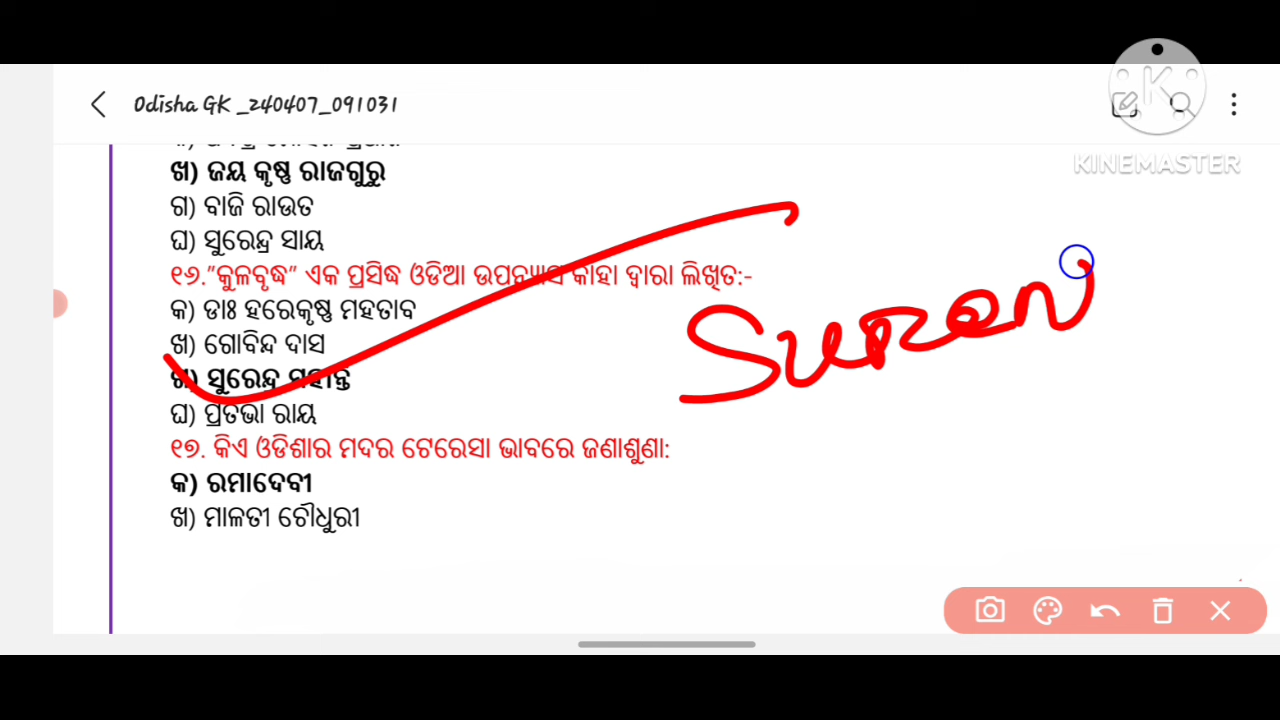 Odisha GK _240407_091031
KINEMASTER
ଖ) ଜୟ କୃଷ୍ଣ ରାଜଗୁରୁ
ଗ) ବାଜି ରାଉତ
ଘ) ସୁରେନ୍ଦ୍ର ସାୟ
୧୬."କୁଳବୃଦ୍ଧ" ଏକ ପ୍ରସିଦ୍ଧ ଓଡିଆ ଉପନ୍ୟାସ କାହା ଦ୍ଵାରା ଲିଖିତ:-
କ) ଡାଃ ହରେକୃଷ୍ଣ ମହତାବ
ଖ) ଗୋବିନ୍ଦ ଦାସ
ସୁରେନ୍ଦ୍ର ମହାନ୍ତି
ଘ) ପ୍ରତିଭା ରାୟ
୧୭. କିଏ ଓଡିଶାର ମଦର ଟେରେସା ଭାବରେ ଜଣାଶୁଣା:
କ) ରମାଦେବୀ
ଖ) ମାଳତୀ ଚୌଧୁରୀ
Suren